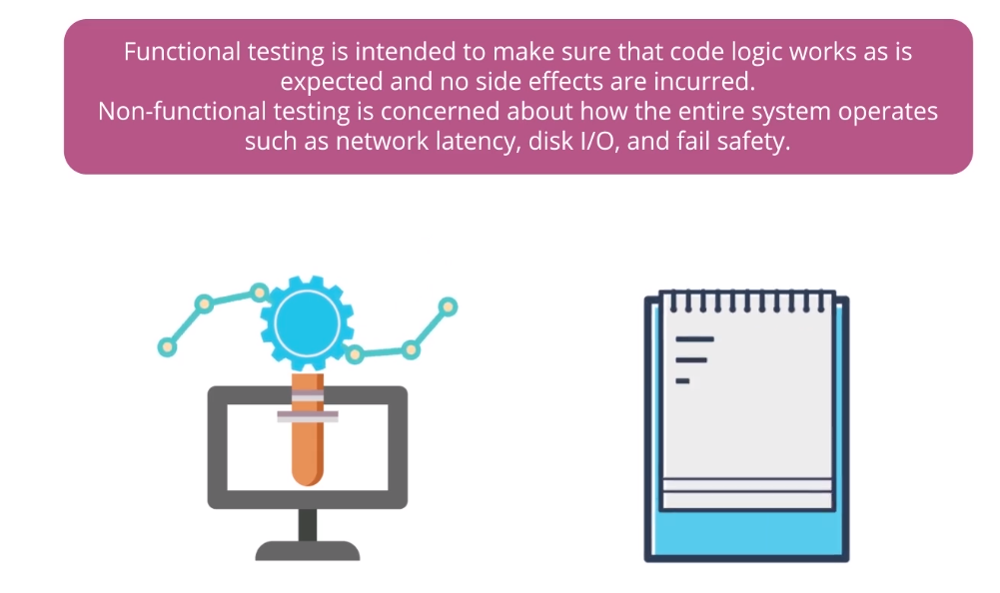 Functional testing is intended to make sure that code logic works as is
expected and no side effects are incurred.
Non-functional testing is concerned about how the entire system operates
such as network latency, disk I/O, and fail safety.